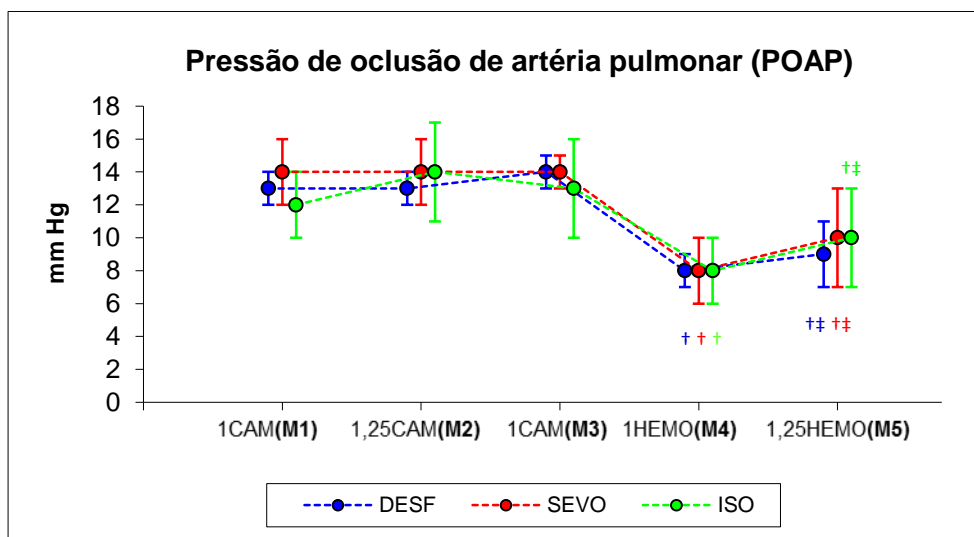 Pressão de oclusão de artéria pulmonar (POAP)
mm Hg
18
16
14
12
10
8
6
4
2
0
†‡
† † †
†‡ †‡
1CAM(M1) 1,25CAM(M2) 1CAM(M3) 1HEMO(M4) 1,25HEMO(M5)
DESF SEVO ISO